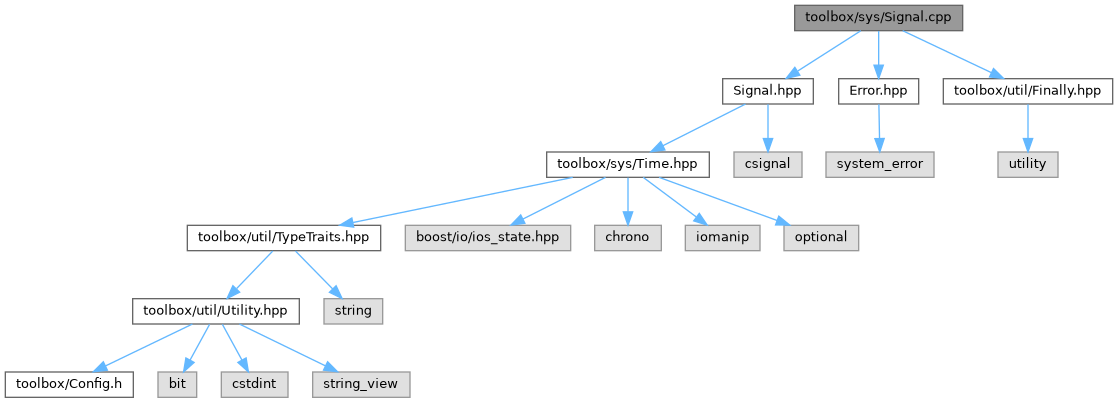 toolbox/sys/Signal.cpp
Signal.hpp
Error.hpp
toolbox/util/Finally.hpp
toolbox/sys/Time.hpp
csignal
system_error
utility
toolbox/util/TypeTraits.hpp
boost/io/ios_state.hpp
chrono
iomanip
optional
toolbox/util/Utility.hpp
string
toolbox/Config.h
bit
cstdint
string_view